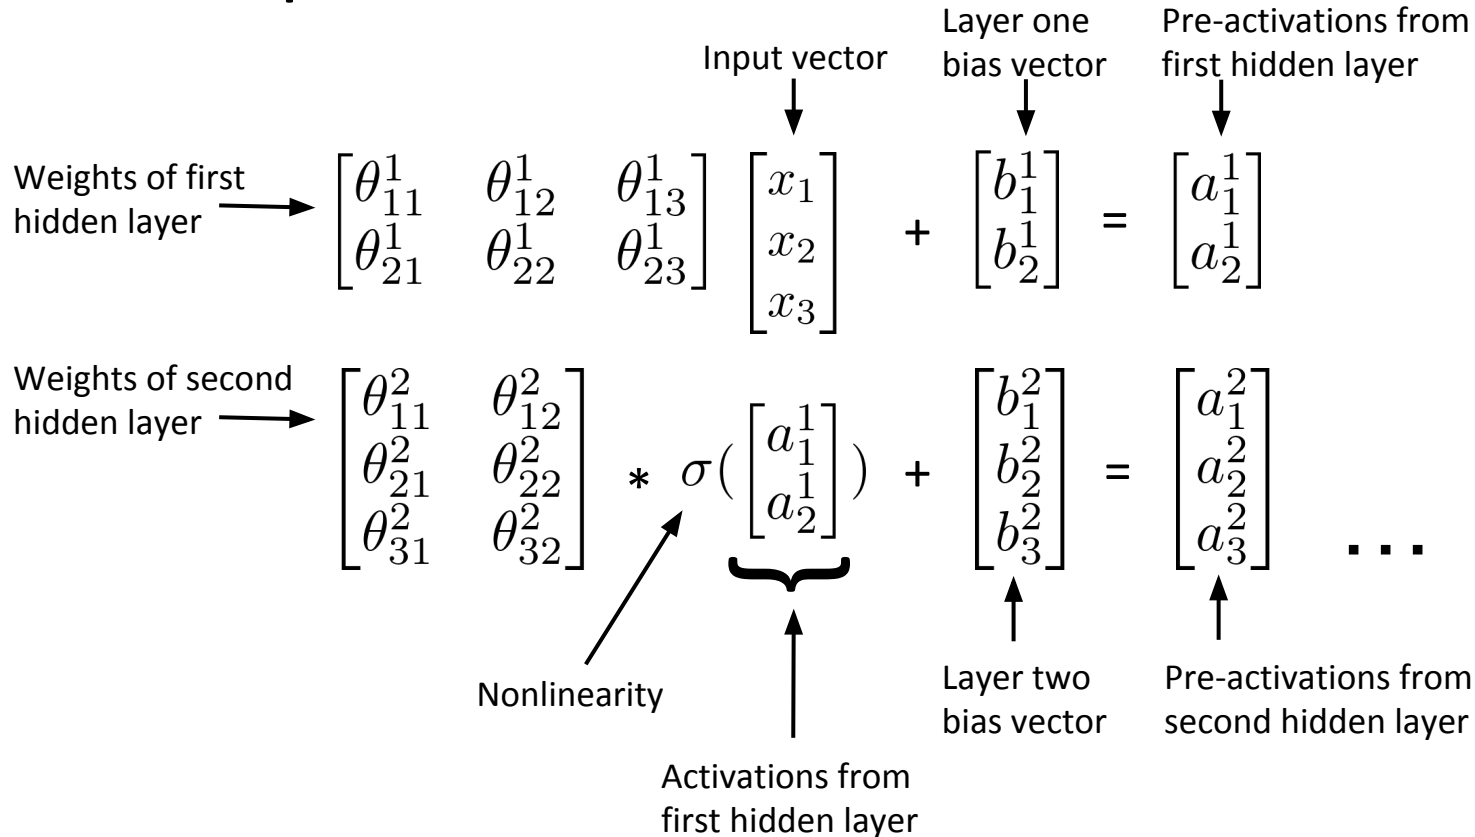 Input vector
Layer one
bias vector
Pre-activations from
first hidden layer
Weights of first
hidden layer
[θ¹₁₁ θ¹₁₂ θ¹₁₃] [x₁] [b¹₁] [a¹₁]
[θ¹₂₁ θ¹₂₂ θ¹₂₃] [x₂] + [b¹₂] = [a¹₂]
[x₃]
Weights of second
hidden layer
[θ²₁₁ θ²₁₂] [b²₁] [a²₁]
[θ²₂₁ θ²₂₂] * σ([a¹₁ a¹₂]) + [b²₂] = [a²₂]
[θ²₃₁ θ²₃₂] [b²₃] [a²₃] ...
Nonlinearity
Activations from
first hidden layer
Layer two
bias vector
Pre-activations from
second hidden layer